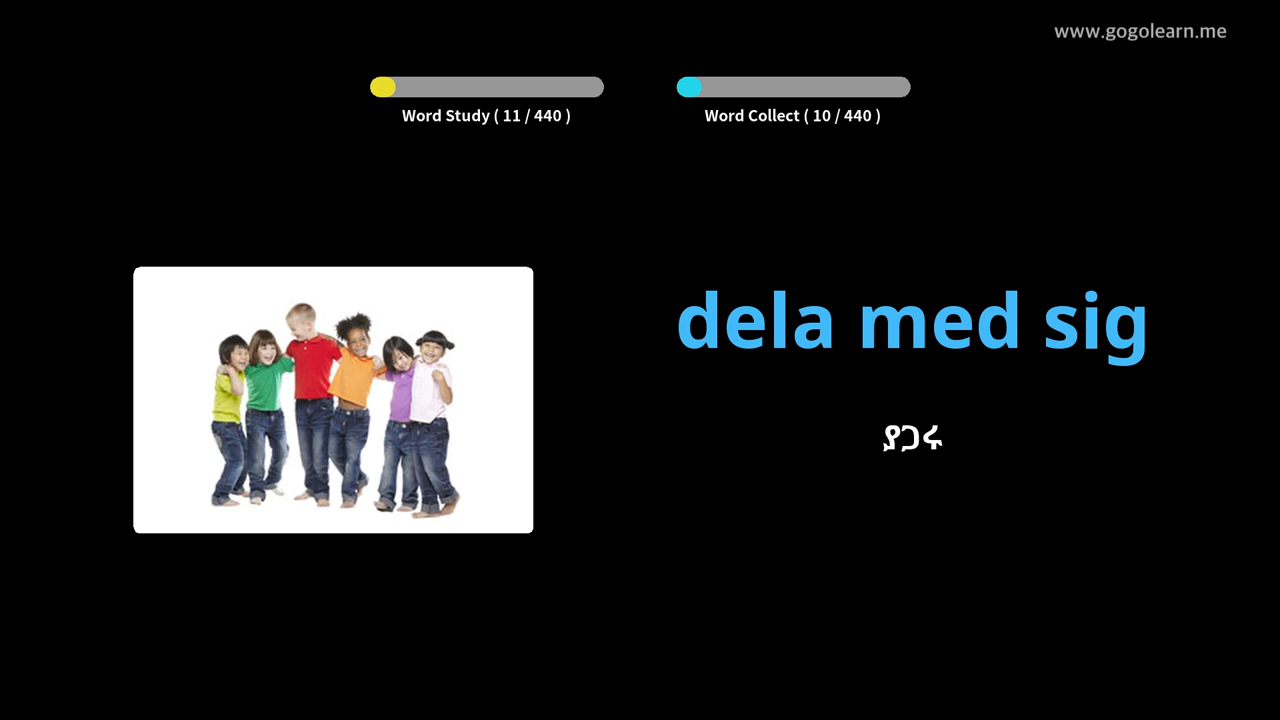 www.gogolearn.me
Word Study ( 11 / 440 )
Word Collect ( 10 / 440 )
dela med sig
ያጋሩ